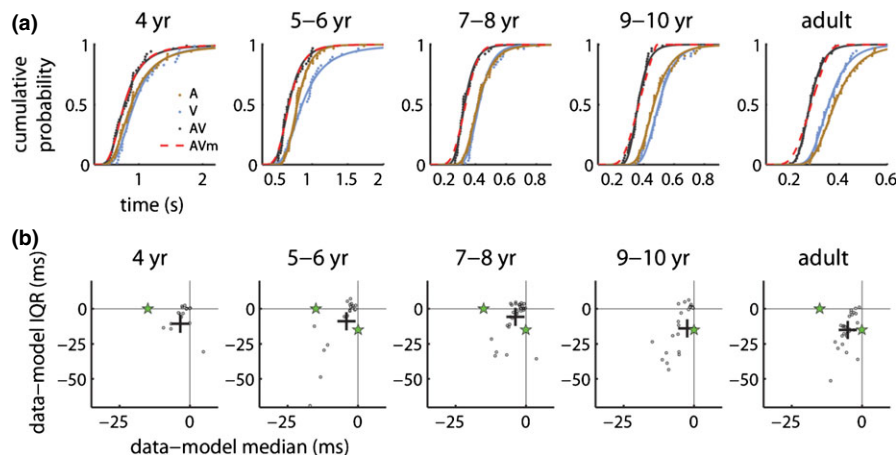 (a)
4 yr
5–6 yr
7–8 yr
9–10 yr
adult
cumulative
probability
1
0.5
0
A
V
AV
AVm
1
2
1
0.5
0
0.5
1
1.5
2
1
0.5
0
0.2
0.4
0.6
0.8
1
0.5
0
0.2
0.4
0.6
0.8
1
0.5
0
0.2
0.4
0.6
time (s)
(b)
4 yr
5–6 yr
7–8 yr
9–10 yr
adult
data–model IQR (ms)
0
−25
−50
−25
0
0
−25
−50
−25
0
0
−25
−50
−25
0
0
−25
−50
−25
0
0
−25
−50
−25
0
data–model median (ms)